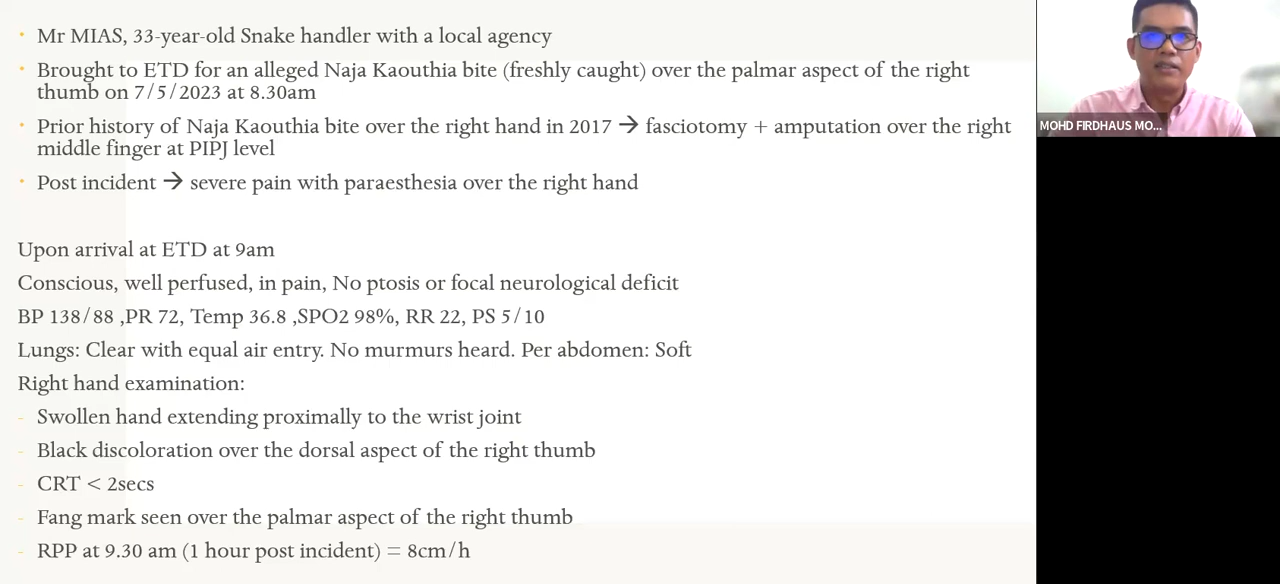 Mr MIAS, 33-year-old Snake handler with a local agency
Brought to ETD for an alleged Naja Kaouthia bite (freshly caught) over the palmar aspect of the right
thumb on 7/5/2023 at 8.30am
Prior history of Naja Kaouthia bite over the right hand in 2017 → fasciotomy + amputation over the right
middle finger at PIPJ level
Post incident → severe pain with paraesthesia over the right hand
Upon arrival at ETD at 9am
Conscious, well perfused, in pain, No ptosis or focal neurological deficit
BP 138/88 ,PR 72, Temp 36.8 ,SPO2 98%, RR 22, PS 5/10
Lungs: Clear with equal air entry. No murmurs heard. Per abdomen: Soft
Right hand examination:
- Swollen hand extending proximally to the wrist joint
- Black discoloration over the dorsal aspect of the right thumb
- CRT < 2secs
- Fang mark seen over the palmar aspect of the right thumb
- RPP at 9.30 am (1 hour post incident) = 8cm/h
MOHD FIRDHAUS MO...